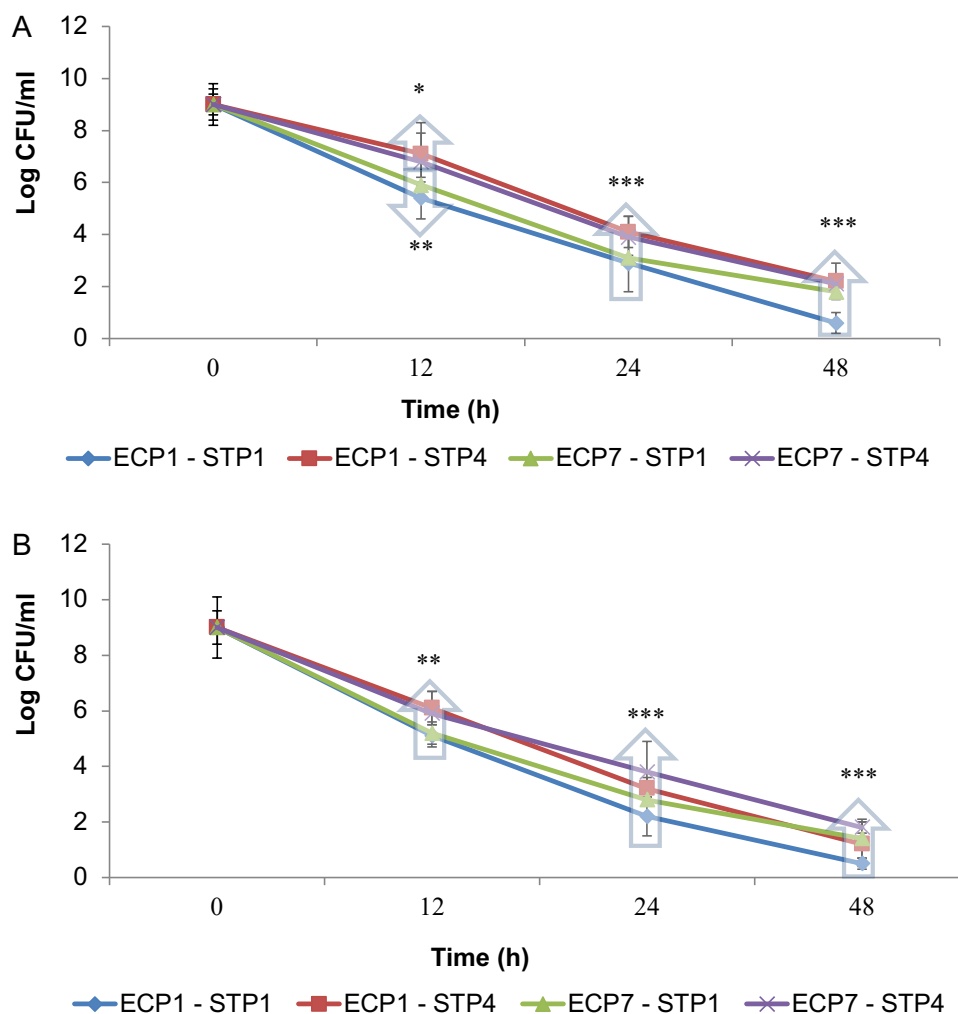 A
12
10
8
6
4
2
0
Log CFU/ml
*
**
***
***
0 12 24 48
Time (h)
ECP1 - STP1 ECP1 - STP4 ECP7 - STP1 ECP7 - STP4
B
12
10
8
6
4
2
0
Log CFU/ml
**
***
***
0 12 24 48
Time (h)
ECP1 - STP1 ECP1 - STP4 ECP7 - STP1 ECP7 - STP4